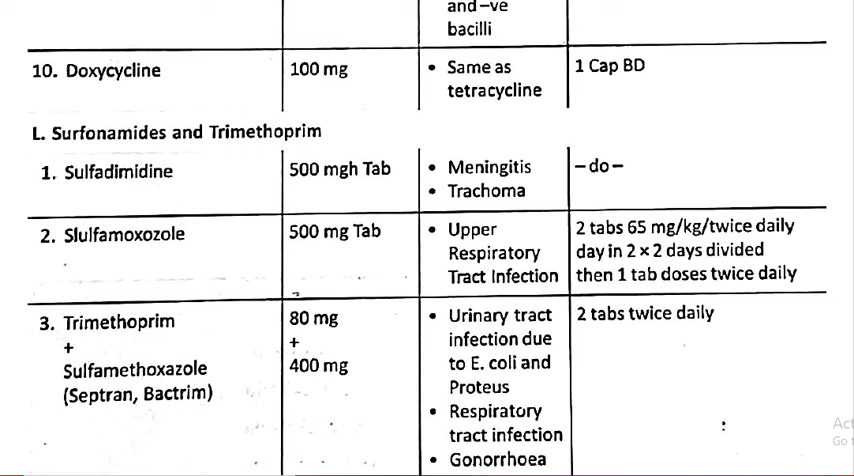 and –ve
bacilli
10. Doxycycline 100 mg • Same as 1 Cap BD
tetracycline
L. Surfonamides and Trimethoprim
1. Sulfadimidine 500 mgh Tab • Meningitis – do –
• Trachoma
2. Slulfamoxozole 500 mg Tab • Upper 2 tabs 65 mg/kg/twice daily
Respiratory day in 2 × 2 days divided
Tract Infection then 1 tab doses twice daily
3. Trimethoprim 80 mg • Urinary tract 2 tabs twice daily
+ + infection due
Sulfamethoxazole 400 mg to E. coli and
(Septran, Bactrim) Proteus
• Respiratory
tract infection
• Gonorrhoea
Act
Go t